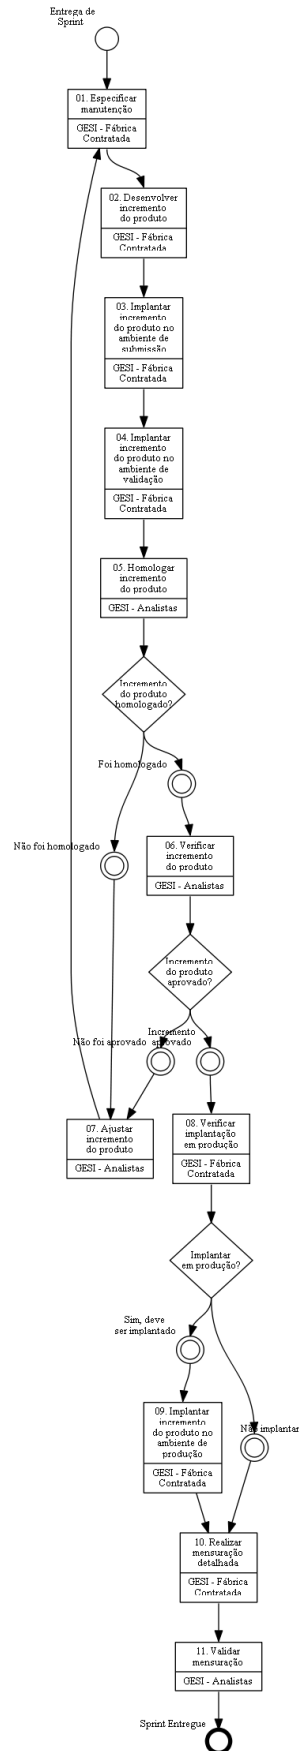 Entrega de
Sprint
01. Especificar
manutenção
GESI - Fábrica
Contratada
02. Desenvolver
incremento
do produto
GESI - Fábrica
Contratada
03. Implantar
incremento
do produto no
ambiente de
submissão
GESI - Fábrica
Contratada
04. Implantar
incremento
do produto no
ambiente de
validação
GESI - Fábrica
Contratada
05. Homologar
incremento
do produto
GESI - Analistas
Incremento
do produto
homologado?
Foi homologado
Não foi homologado
06. Verificar
incremento
do produto
GESI - Analistas
Incremento
do produto
aprovado?
Não foi aprovado
Incremento
aprovado
07. Ajustar
incremento
do produto
GESI - Analistas
08. Verificar
implantação
em produção
GESI - Fábrica
Contratada
Implantar
em produção?
Sim, deve
ser implantado
Não implantar
09. Implantar
incremento
do produto no
ambiente de
produção
GESI - Fábrica
Contratada
10. Realizar
mensuração
detalhada
GESI - Fábrica
Contratada
11. Validar
mensuração
GESI - Analistas
Sprint Entregue